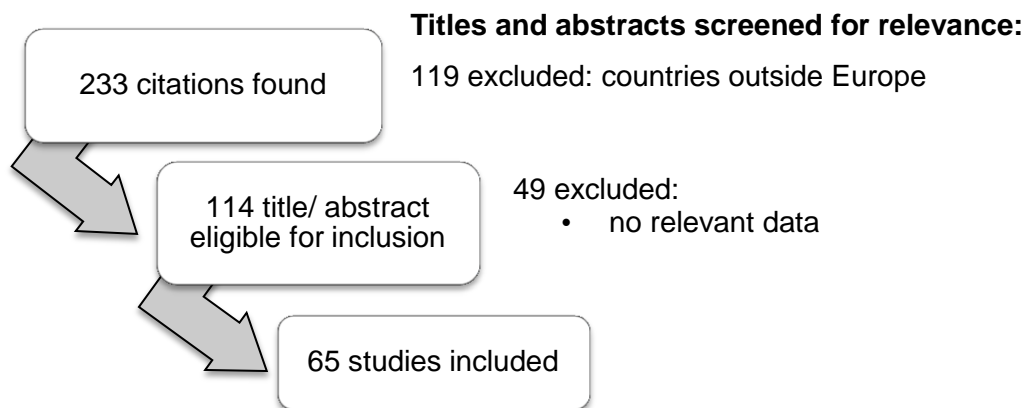 Titles and abstracts screened for relevance:
233 citations found
119 excluded: countries outside Europe
114 title/ abstract
eligible for inclusion
49 excluded:
• no relevant data
65 studies included